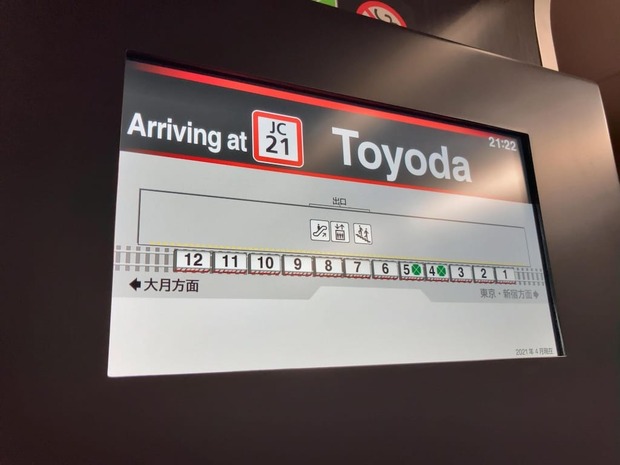 21:22
Arriving at JC 21 Toyoda
出口
12 11 10 9 8 7 6 5 4 3 2 1
大月方面
東京・新宿方面
2021年4月現在